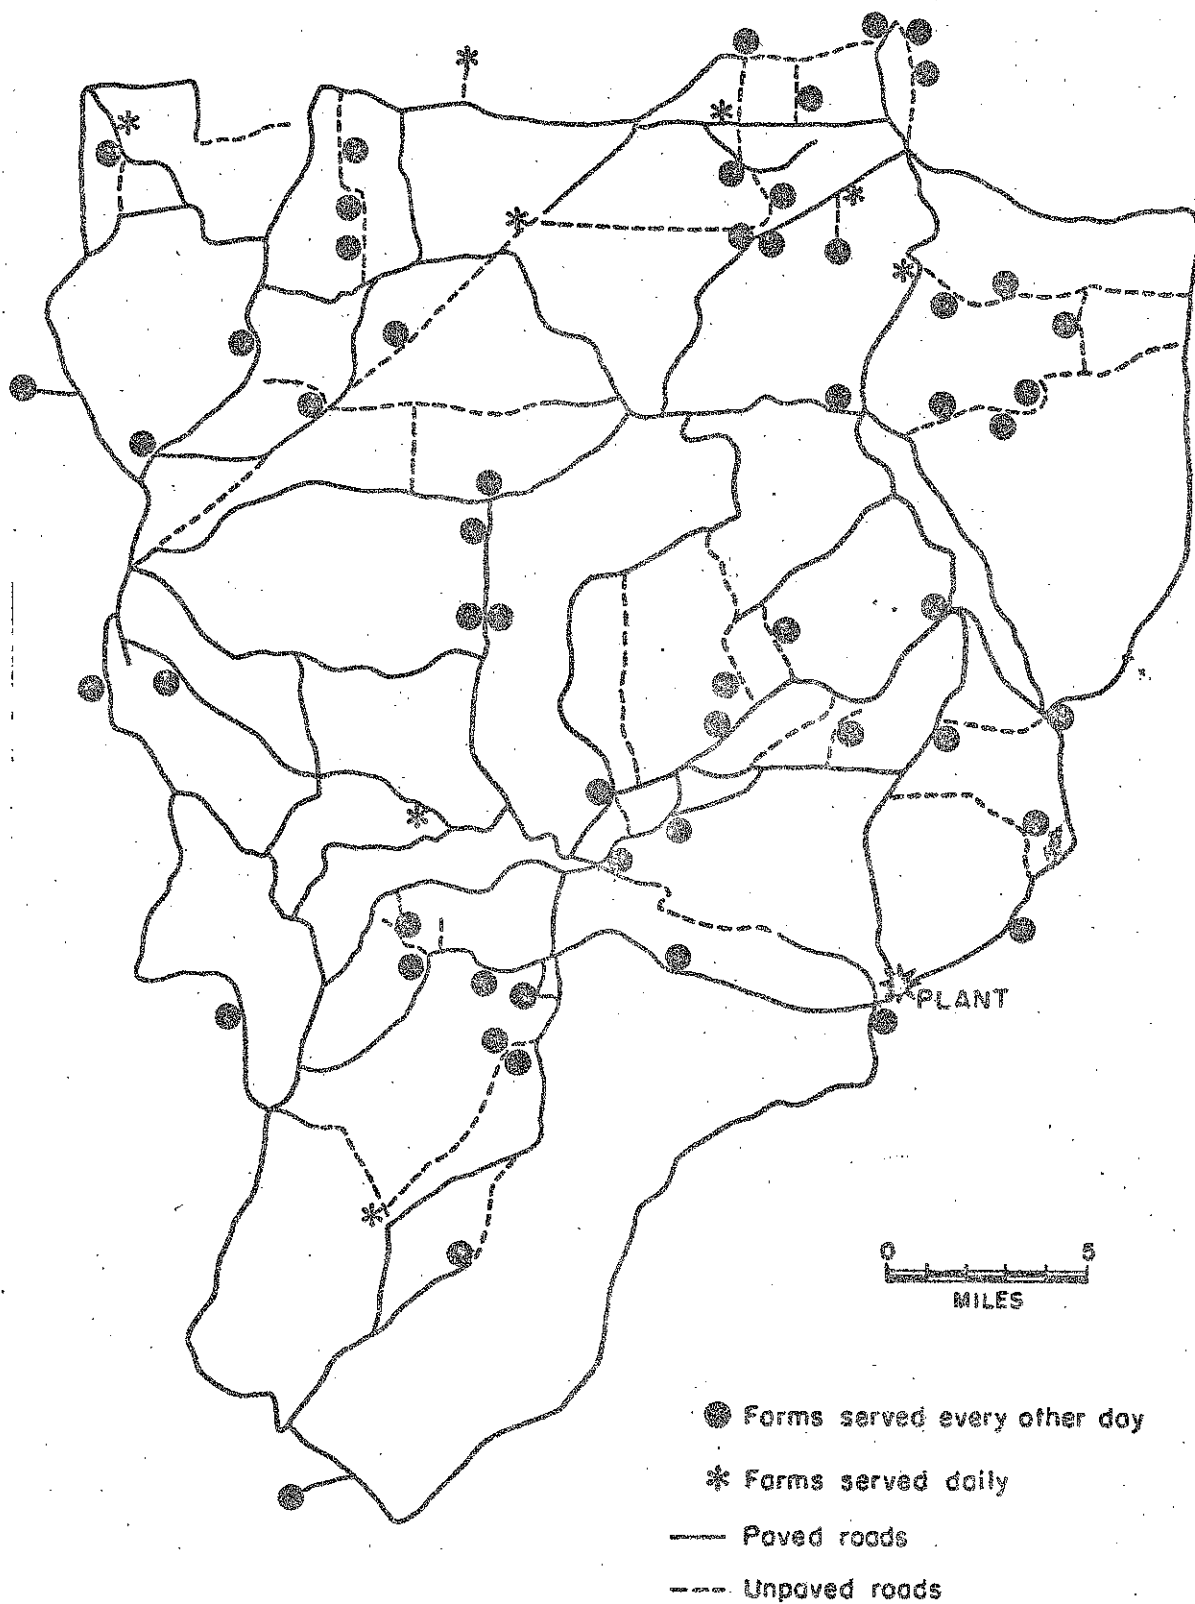 PLANT
0 5
MILES
Farms served every other day
Farms served daily
Paved roads
Unpaved roads